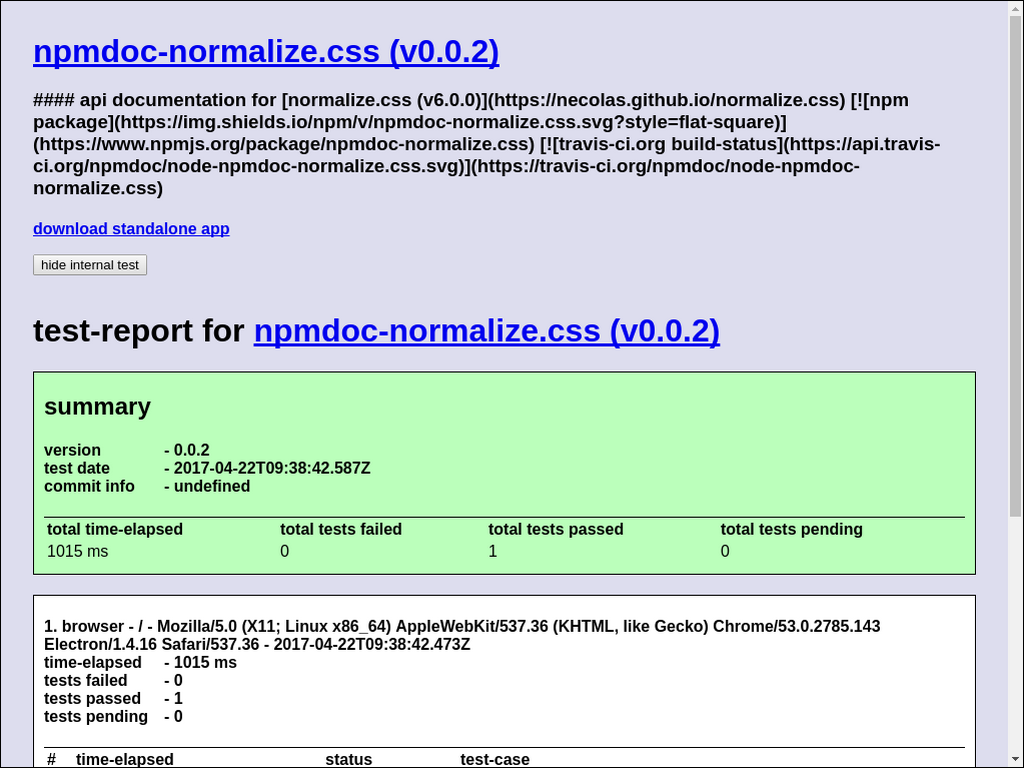 npmdoc-normalize.css (v0.0.2)
#### api documentation for [normalize.css (v6.0.0)](https://necolas.github.io/normalize.css) [![npm
package](https://img.shields.io/npm/v/npmdoc-normalize.css.svg?style=flat-square)]
(https://www.npmjs.org/package/npmdoc-normalize.css) [![travis-ci.org build-status](https://api.travis-
ci.org/npmdoc/node-npmdoc-normalize.css.svg)](https://travis-ci.org/npmdoc/node-npmdoc-
normalize.css)
download standalone app
hide internal test
test-report for npmdoc-normalize.css (v0.0.2)
summary
version - 0.0.2
test date - 2017-04-22T09:38:42.587Z
commit info - undefined
total time-elapsed total tests failed total tests passed total tests pending
1015 ms 0 1 0
1. browser - / - Mozilla/5.0 (X11; Linux x86_64) AppleWebKit/537.36 (KHTML, like Gecko) Chrome/53.0.2785.143
Electron/1.4.16 Safari/537.36 - 2017-04-22T09:38:42.473Z
time-elapsed - 1015 ms
tests failed - 0
tests passed - 1
tests pending - 0
# time-elapsed status test-case